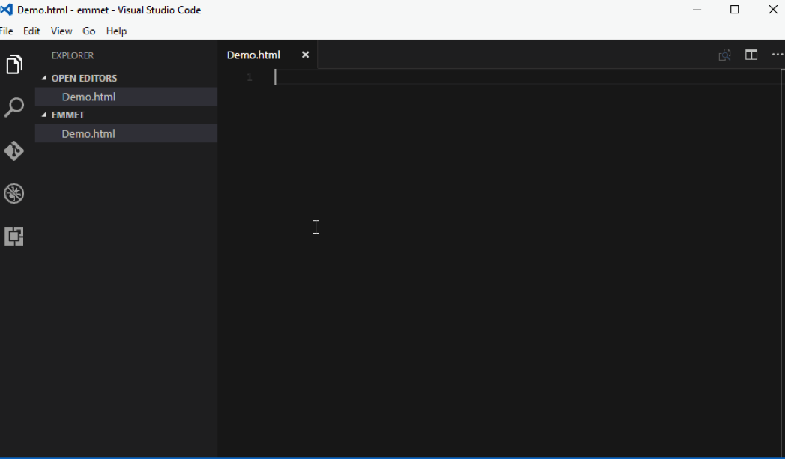 Demo.html - emmet - Visual Studio Code
File Edit View Go Help
EXPLORER
OPEN EDITORS
Demo.html
EMMET
Demo.html
Demo.html
1